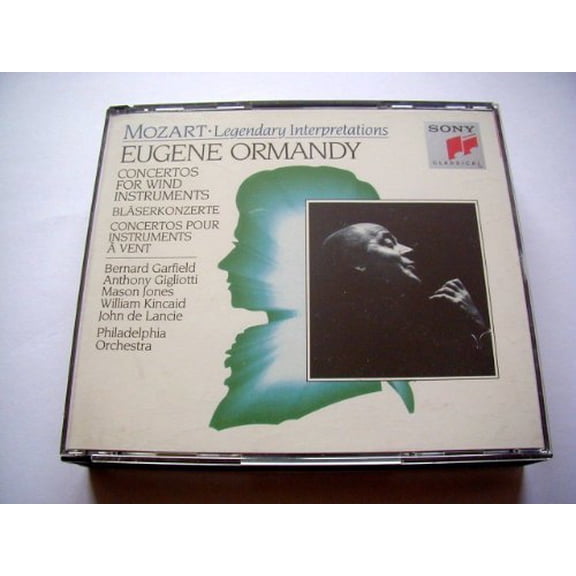 MOZART · Legendary Interpretations
EUGENE ORMANDY
CONCERTOS
FOR WIND
INSTRUMENTS
BLÄSERKONZERTE
CONCERTOS POUR
INSTRUMENTS
À VENT
Bernard Garfield
Anthony Gigliotti
Mason Jones
William Kincaid
John de Lancie
Philadelphia
Orchestra
SONY
CLASSICAL